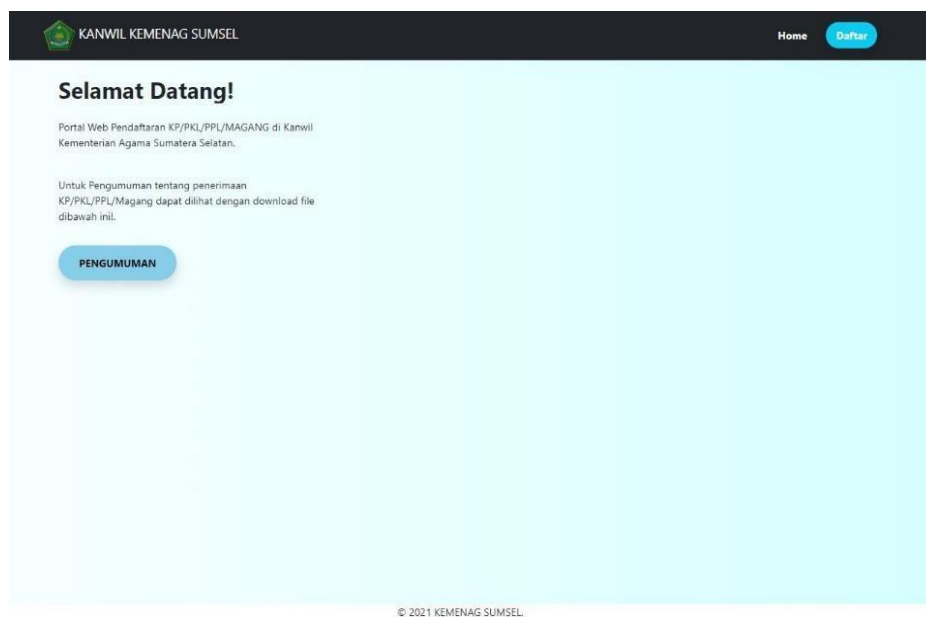 KANWIL KEMENAG SUMSEL
Home
Daftar
Selamat Datang!
Portal Web Pendaftaran KP/PKL/PPL/MAGANG di Kanwil
Kementerian Agama Sumatera Selatan.
Untuk Pengumuman tentang penerimaan
KP/PKL/PPL/Magang dapat dilihat dengan download file
dibawah inil.
PENGUMUMAN
© 2021 KEMENAG SUMSEL.